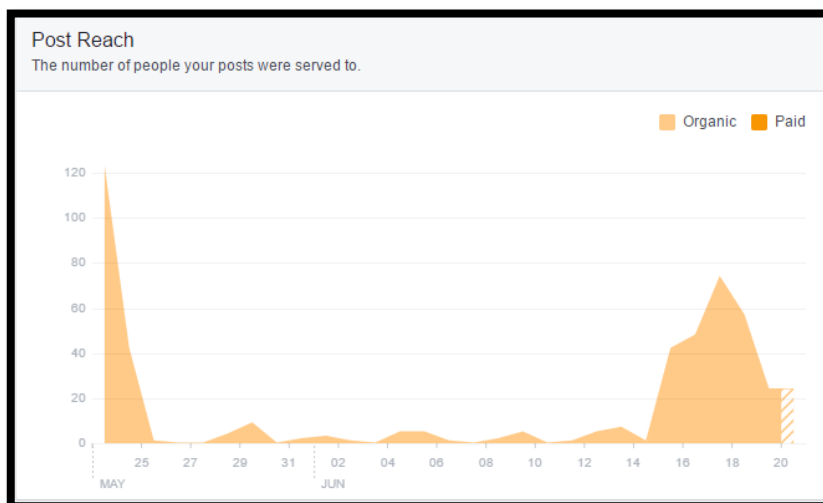 Post Reach
The number of people your posts were served to.
Organic Paid
120
100
80
60
40
20
0
25 27 29 31 02 04 06 08 10 12 14 16 18 20
MAY JUN